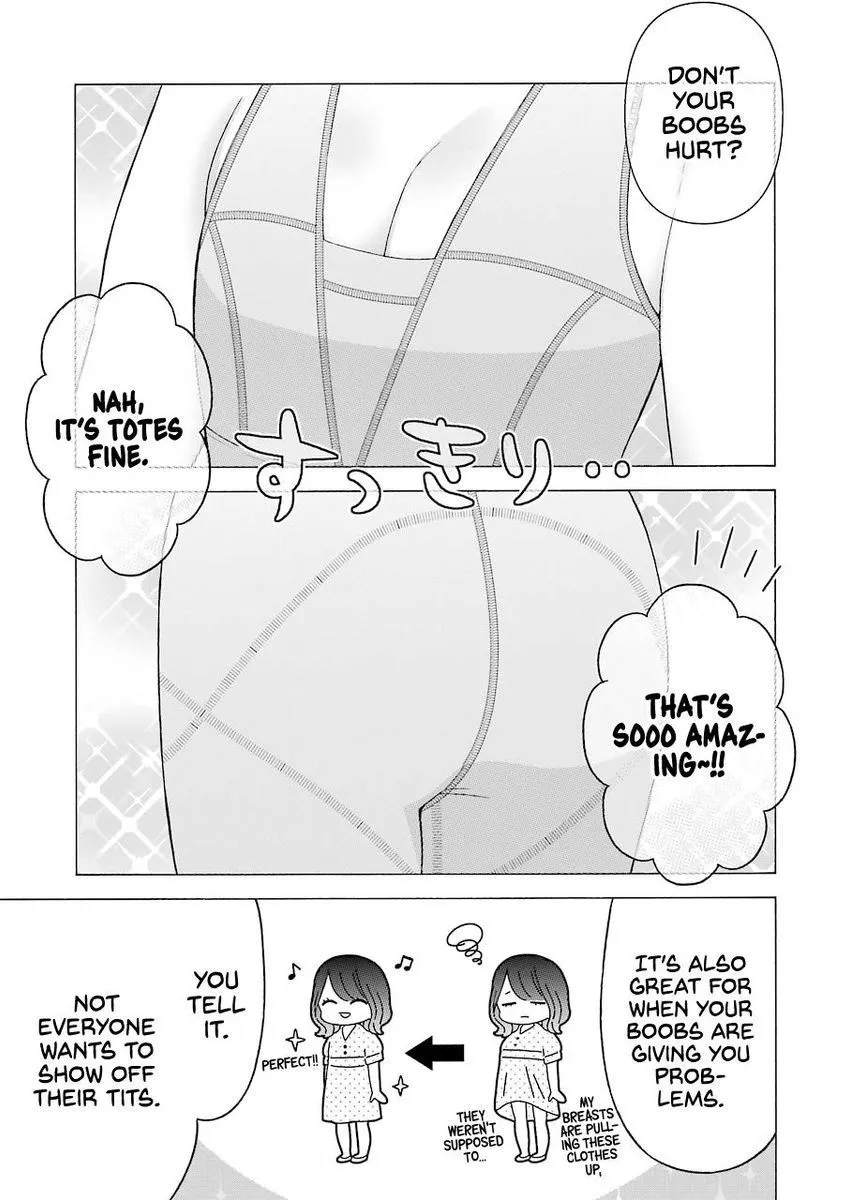 DON'T
YOUR
BOOBS
HURT?
NAH,
IT'S TOTES
FINE.
すっきり‥
THAT'S
SOOO AMAZ-
ING~!!
IT'S ALSO
GREAT FOR
WHEN YOUR
BOOBS ARE
GIVING YOU
PROB-
LEMS.
MY
BREASTS
ARE PULL-
ING THESE
CLOTHES
UP,
THEY
WEREN'T
SUPPOSED
TO...
PERFECT!!
YOU
TELL
IT.
NOT
EVERYONE
WANTS TO
SHOW OFF
THEIR TITS.